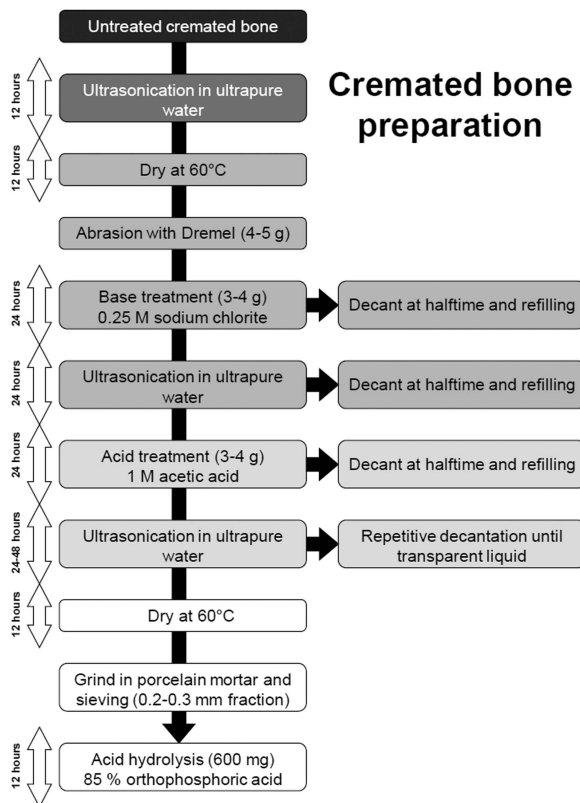 Untreated cremated bone
Cremated bone
preparation
12 hours
Ultrasonication in ultrapure
water
12 hours
Dry at 60°C
Abrasion with Dremel (4-5 g)
24 hours
Base treatment (3-4 g)
0.25 M sodium chlorite
Decant at halftime and refilling
24 hours
Ultrasonication in ultrapure
water
Decant at halftime and refilling
24 hours
Acid treatment (3-4 g)
1 M acetic acid
Decant at halftime and refilling
24-48 hours
Ultrasonication in ultrapure
water
Repetitive decantation until
transparent liquid
12 hours
Dry at 60°C
Grind in porcelain mortar and
sieving (0.2-0.3 mm fraction)
12 hours
Acid hydrolysis (600 mg)
85 % orthophosphoric acid